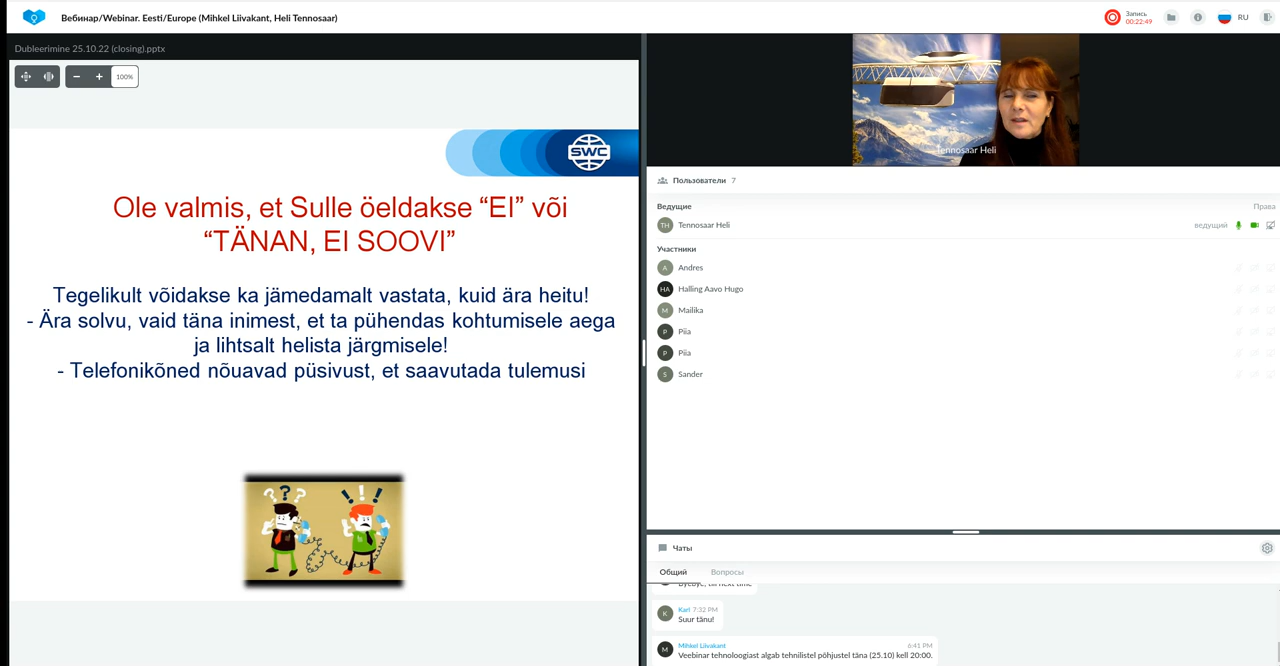 Вебинар/Webinar. Eesti/Europe (Mihkel Liivakant, Heli Tennosaar)
Запись
00:22:49
RU
Dubleerimine 25.10.22 (closing).pptx
100%
SWC
Ole valmis, et Sulle öeldakse “EI” või
“TÄNAN, EI SOOVI”
Tegelikult võidakse ka jämedamalt vastata, kuid ära heitu!
- Ära solvu, vaid täna inimest, et ta pühendas kohtumisele aega
ja lihtsalt helista järgmisele!
- Telefonikõned nõuavad püsivust, et saavutada tulemusi
???
!!!
Tennosaar Heli
Пользователи 7
Ведущие
Права
TH Tennosaar Heli
ведущий
Участники
A Andres
HA Halling Aavo Hugo
M Mailika
P Piia
P Piia
S Sander
Чаты
Общий
Вопросы
Byebye, till next time
K Karl 7:32 PM
Suur tänu!
M Mihkel Liivakant 6:41 PM
Veebinar tehnoloogiast algab tehnilistel põhjustel täna (25.10) kell 20:00.